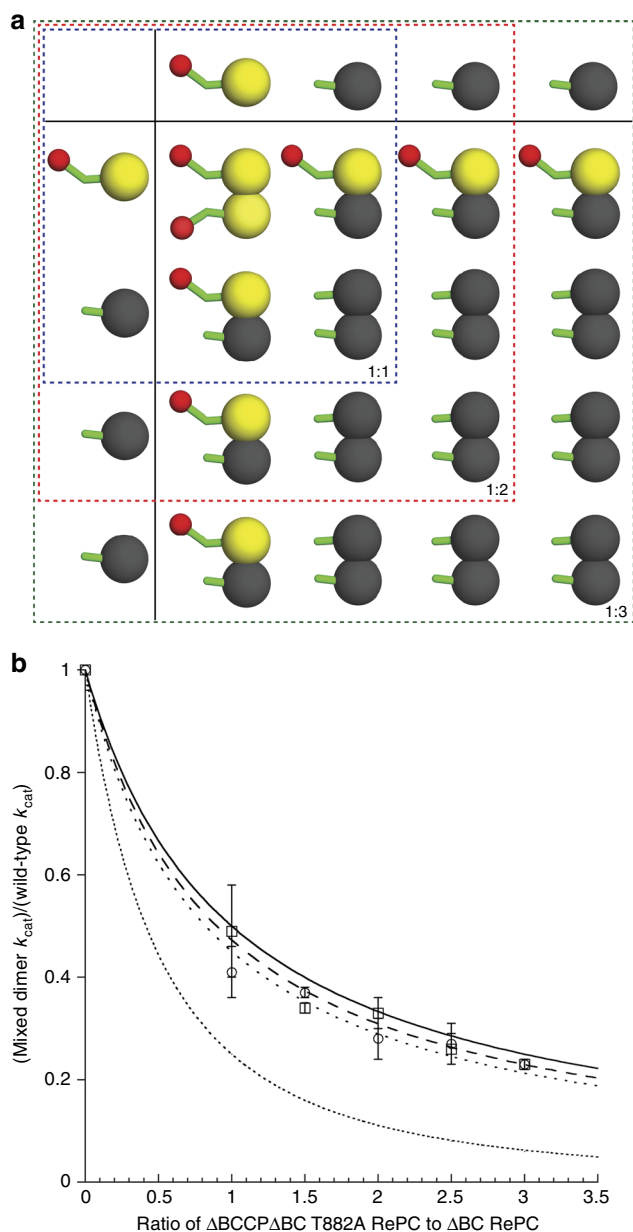 a
1:1
1:2
1:3
b
(Mixed dimer kcat)/(wild-type kcat)
1
0.8
0.6
0.4
0.2
0
0 0.5 1 1.5 2 2.5 3 3.5
Ratio of ΔBCCPΔBC T882A RePC to ΔBC RePC